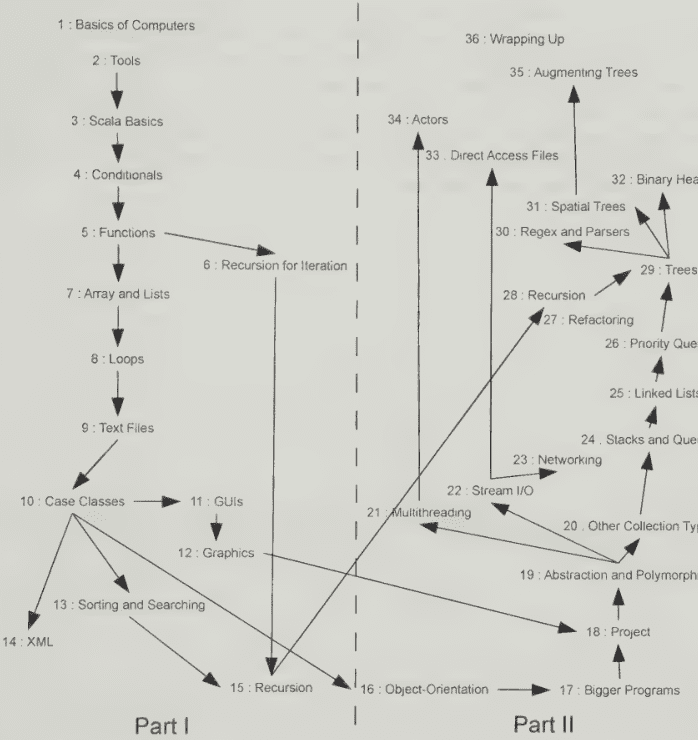 1 : Basics of Computers
2 : Tools
3 : Scala Basics
4 : Conditionals
5 : Functions
6 : Recursion for Iteration
7 : Array and Lists
8 : Loops
9 : Text Files
10 : Case Classes
11 : GUIs
12 : Graphics
13 : Sorting and Searching
14 : XML
15 : Recursion
Part I
36 : Wrapping Up
35 : Augmenting Trees
34 : Actors
33 : Direct Access Files
32 : Binary Hea
31 : Spatial Trees
30 : Regex and Parsers
29 : Trees
28 : Recursion
27 : Refactoring
26 : Priority Que
25 : Linked Lists
24 : Stacks and Que
23 : Networking
22 : Stream I/O
21 : Multithreading
20 : Other Collection Typ
19 : Abstraction and Polymorphi
18 : Project
16 : Object-Orientation
17 : Bigger Programs
Part II